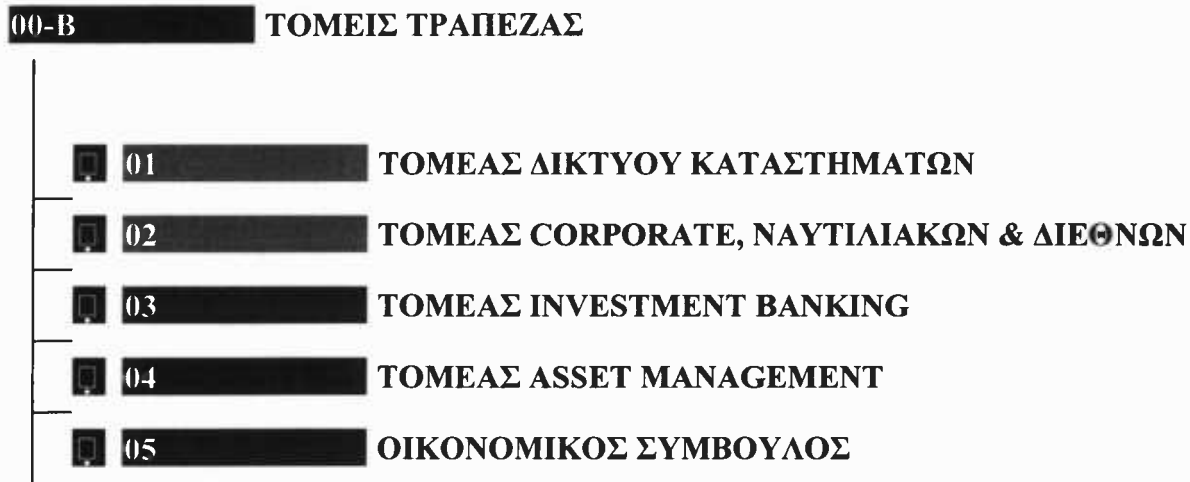 00-B ΤΟΜΕΙΣ ΤΡΑΠΕΖΑΣ
01 ΤΟΜΕΑΣ ΔΙΚΤΥΟΥ ΚΑΤΑΣΤΗΜΑΤΩΝ
02 ΤΟΜΕΑΣ CORPORATE, ΝΑΥΤΙΛΙΑΚΩΝ & ΔΙΕΘΝΩΝ
03 ΤΟΜΕΑΣ INVESTMENT BANKING
04 ΤΟΜΕΑΣ ASSET MANAGEMENT
05 ΟΙΚΟΝΟΜΙΚΟΣ ΣΥΜΒΟΥΛΟΣ